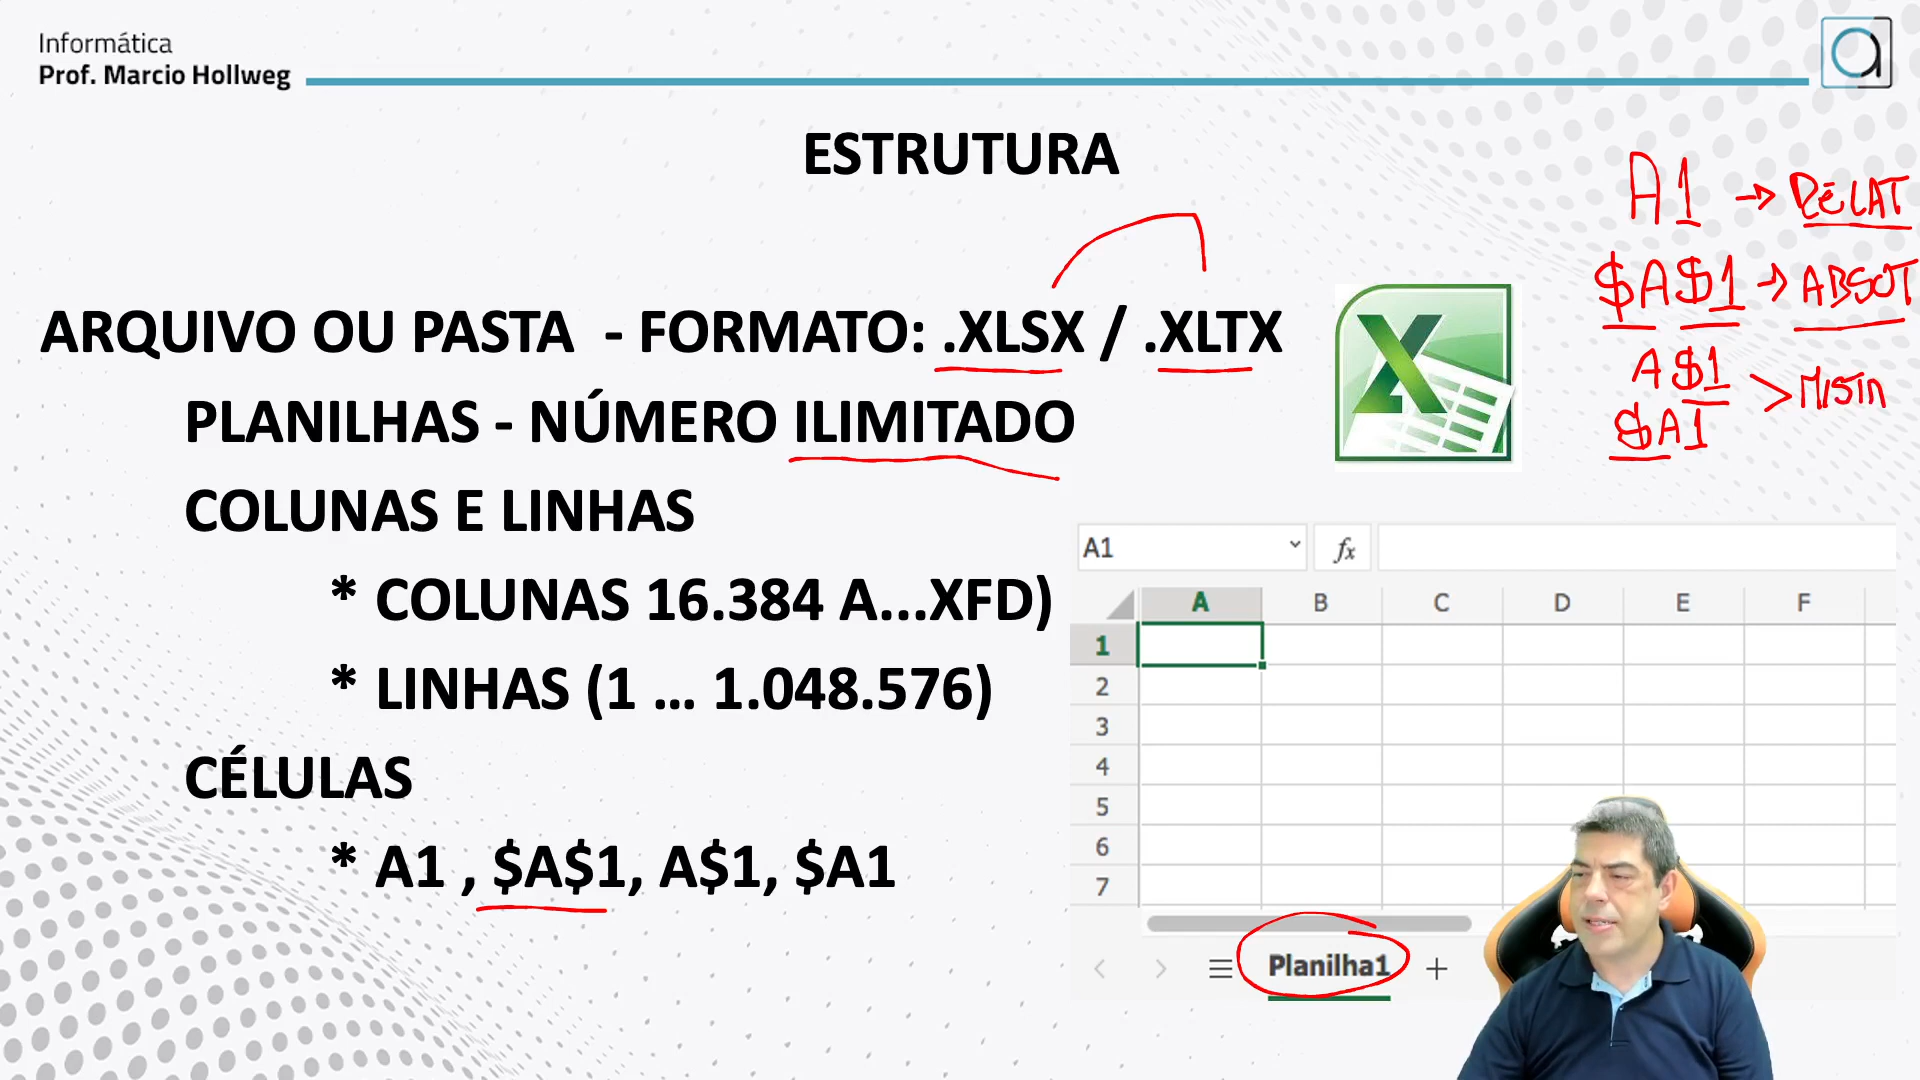 Informática
Prof. Marcio Hollweg
ESTRUTURA
A1 → RELAT
$A$1 → ABSOT
A$1
$A1
> MISTA
ARQUIVO OU PASTA - FORMATO: .XLSX / .XLTX
PLANILHAS - NÚMERO ILIMITADO
COLUNAS E LINHAS
* COLUNAS 16.384 A...XFD)
* LINHAS (1 ... 1.048.576)
CÉLULAS
* A1 , $A$1, A$1, $A1
A1 fx
A B C D E F
1
2
3
4
5
6
7
Planilha1 +